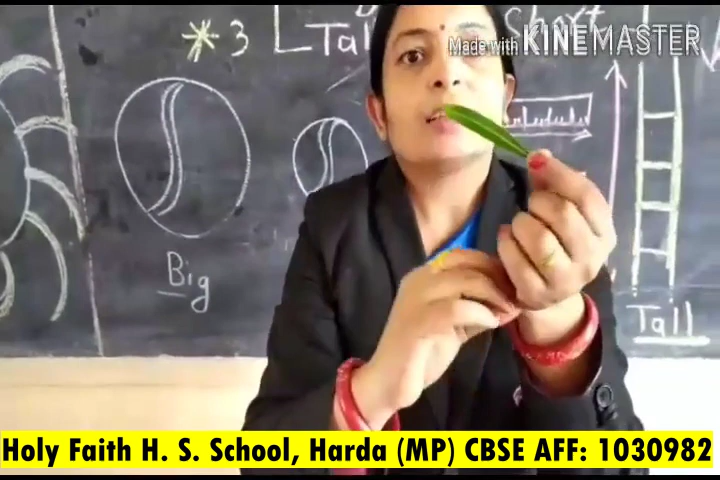 * 3 Tall Short
Made with KINEMASTER
Big
Tall
Holy Faith H. S. School, Harda (MP) CBSE AFF: 1030982